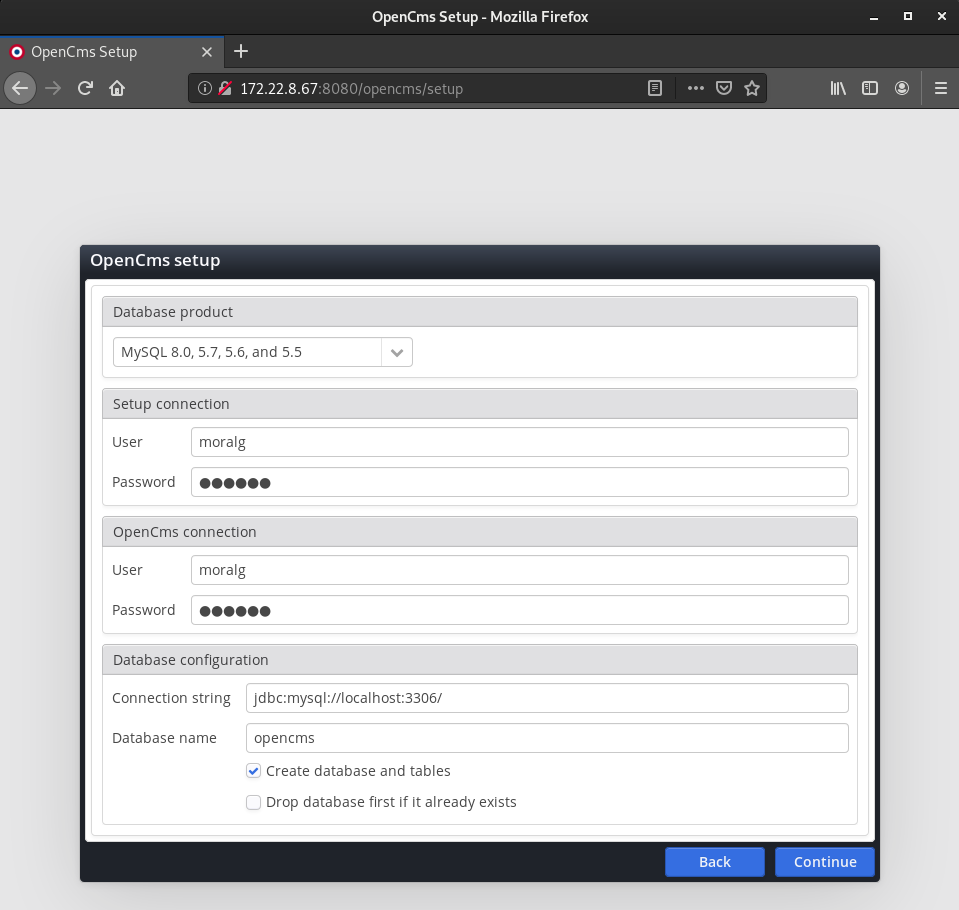 OpenCms Setup - Mozilla Firefox
OpenCms Setup
172.22.8.67:8080/opencms/setup
OpenCms setup
Database product
MySQL 8.0, 5.7, 5.6, and 5.5
Setup connection
User moralg
Password ●●●●●●
OpenCms connection
User moralg
Password ●●●●●●
Database configuration
Connection string jdbc:mysql://localhost:3306/
Database name opencms
Create database and tables
Drop database first if it already exists
Back Continue